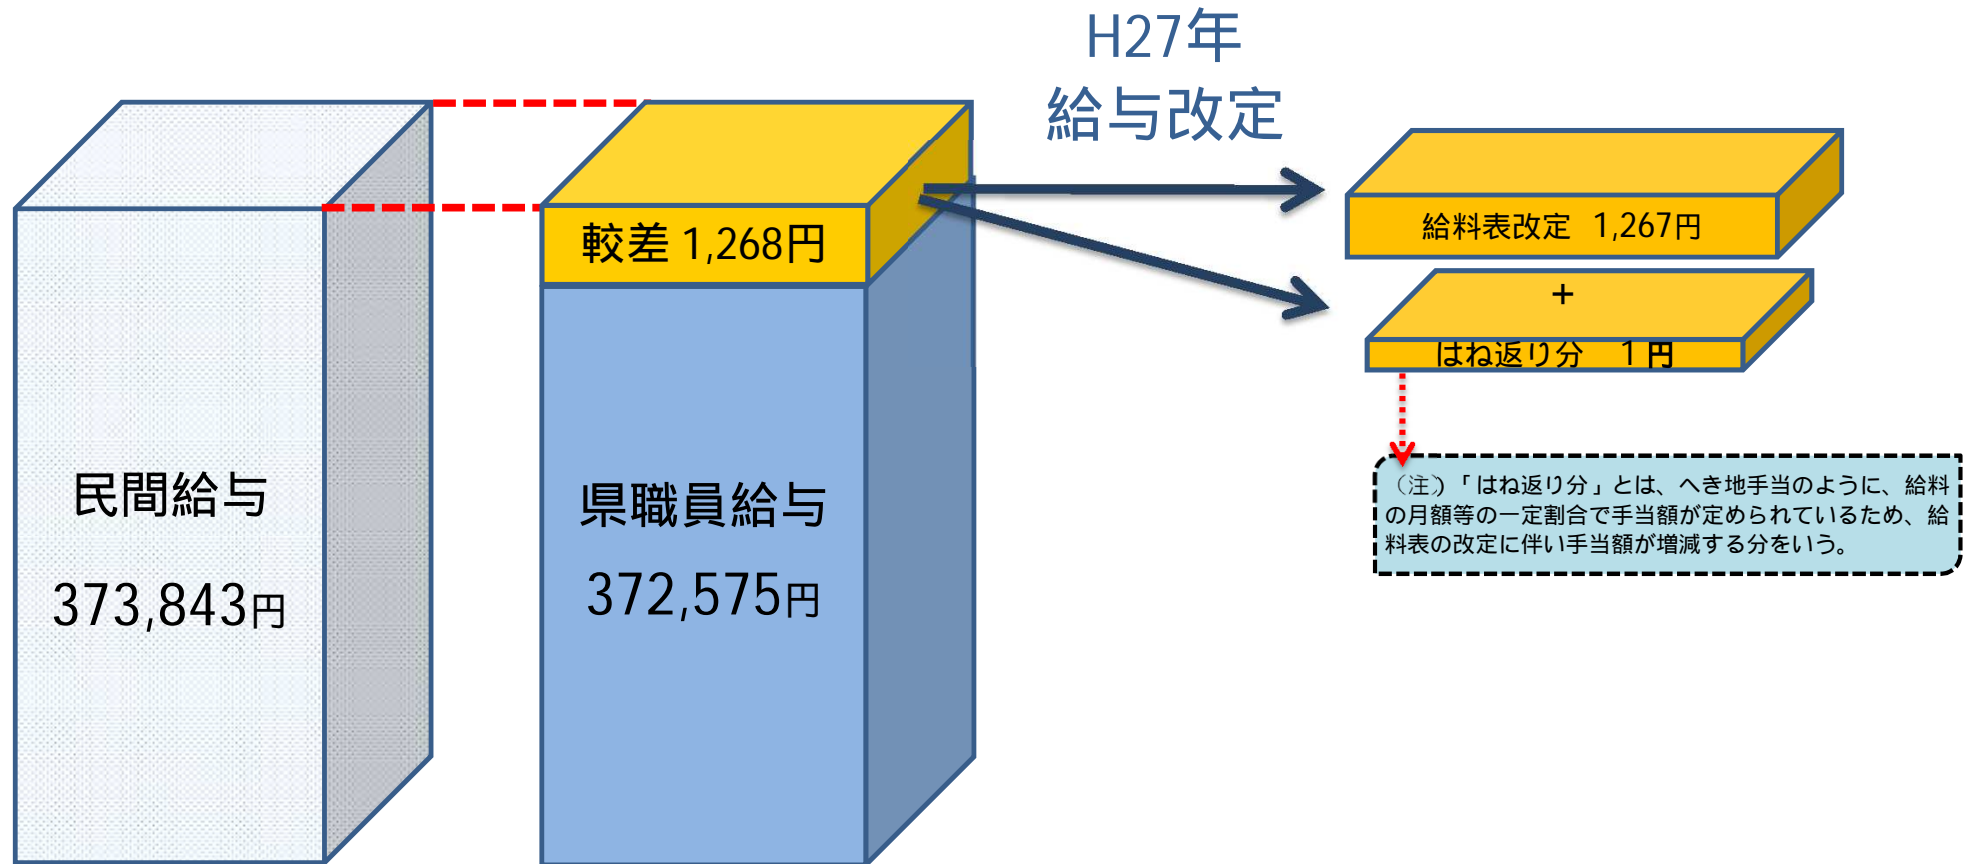 H27年
給与改定
較差 1,268円
給料表改定 1,267円
+
はね返り分 1円
民間給与
373,843円
県職員給与
372,575円
（注）「はね返り分」とは、へき地手当のように、給料
の月額等の一定割合で手当額が定められているため、給
料表の改定に伴い手当額が増減する分をいう。